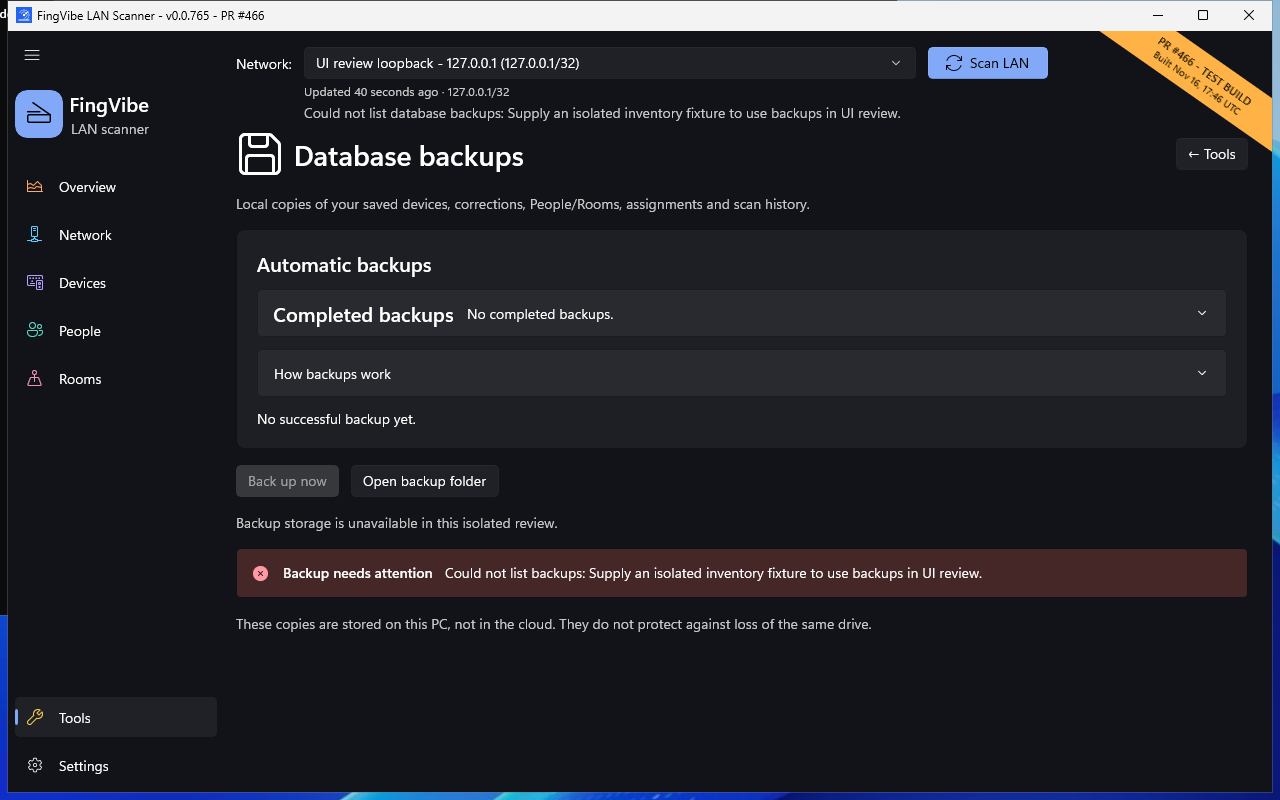 FingVibe LAN Scanner - v0.0.765 - PR #466
Network:
UI review loopback - 127.0.0.1 (127.0.0.1/32)
Scan LAN
PR #466 - TEST BUILD
Built Nov 16, 17:46 UTC
Updated 40 seconds ago · 127.0.0.1/32
Could not list database backups: Supply an isolated inventory fixture to use backups in UI review.
FingVibe
LAN scanner
Overview
Network
Devices
People
Rooms
Tools
Settings
Database backups
← Tools
Local copies of your saved devices, corrections, People/Rooms, assignments and scan history.
Automatic backups
Completed backups No completed backups.
How backups work
No successful backup yet.
Back up now
Open backup folder
Backup storage is unavailable in this isolated review.
Backup needs attention Could not list backups: Supply an isolated inventory fixture to use backups in UI review.
These copies are stored on this PC, not in the cloud. They do not protect against loss of the same drive.